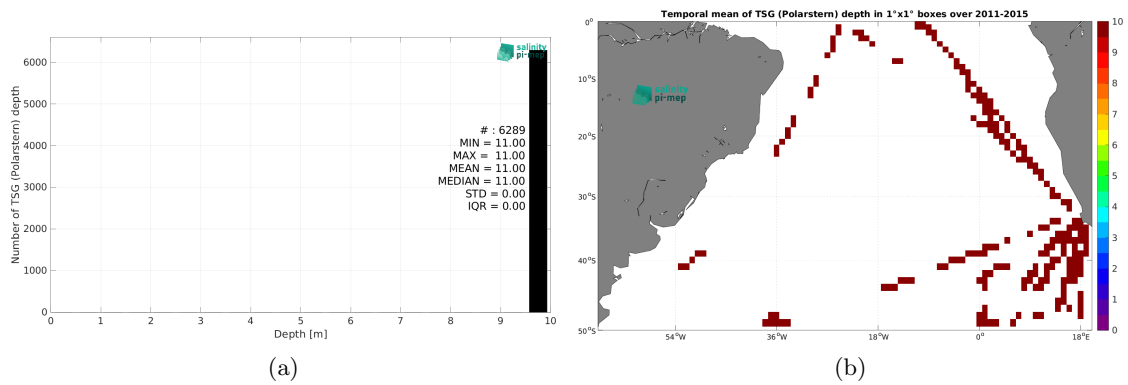 salinity
pi-mep
# : 6289
MIN = 11.00
MAX = 11.00
MEAN = 11.00
MEDIAN = 11.00
STD = 0.00
IQR = 0.00
Number of TSG (Polarstern) depth
6000
5000
4000
3000
2000
1000
0
0 1 2 3 4 5 6 7 8 9 10
Depth [m]
(a)
Temporal mean of TSG (Polarstern) depth in 1°x1° boxes over 2011-2015
salinity
pi-mep
0°
10°S
20°S
30°S
40°S
50°S
54°W 36°W 18°W 0° 18°E
10
9
8
7
6
5
4
3
2
1
0
(b)